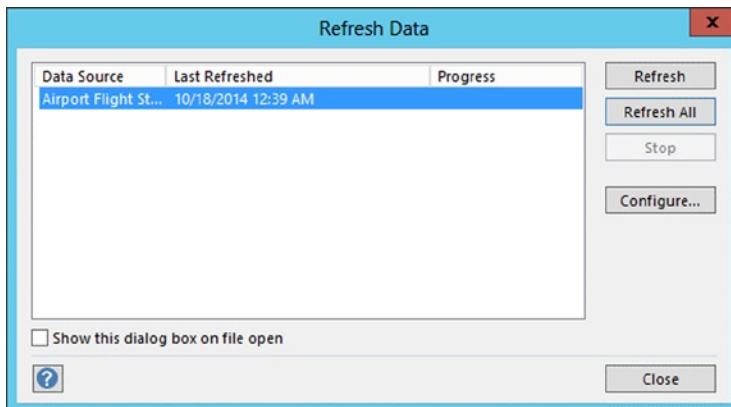 Refresh Data
x
Data Source Last Refreshed Progress
Airport Flight St... 10/18/2014 12:39 AM
Refresh
Refresh All
Stop
Configure...
Show this dialog box on file open
?
Close